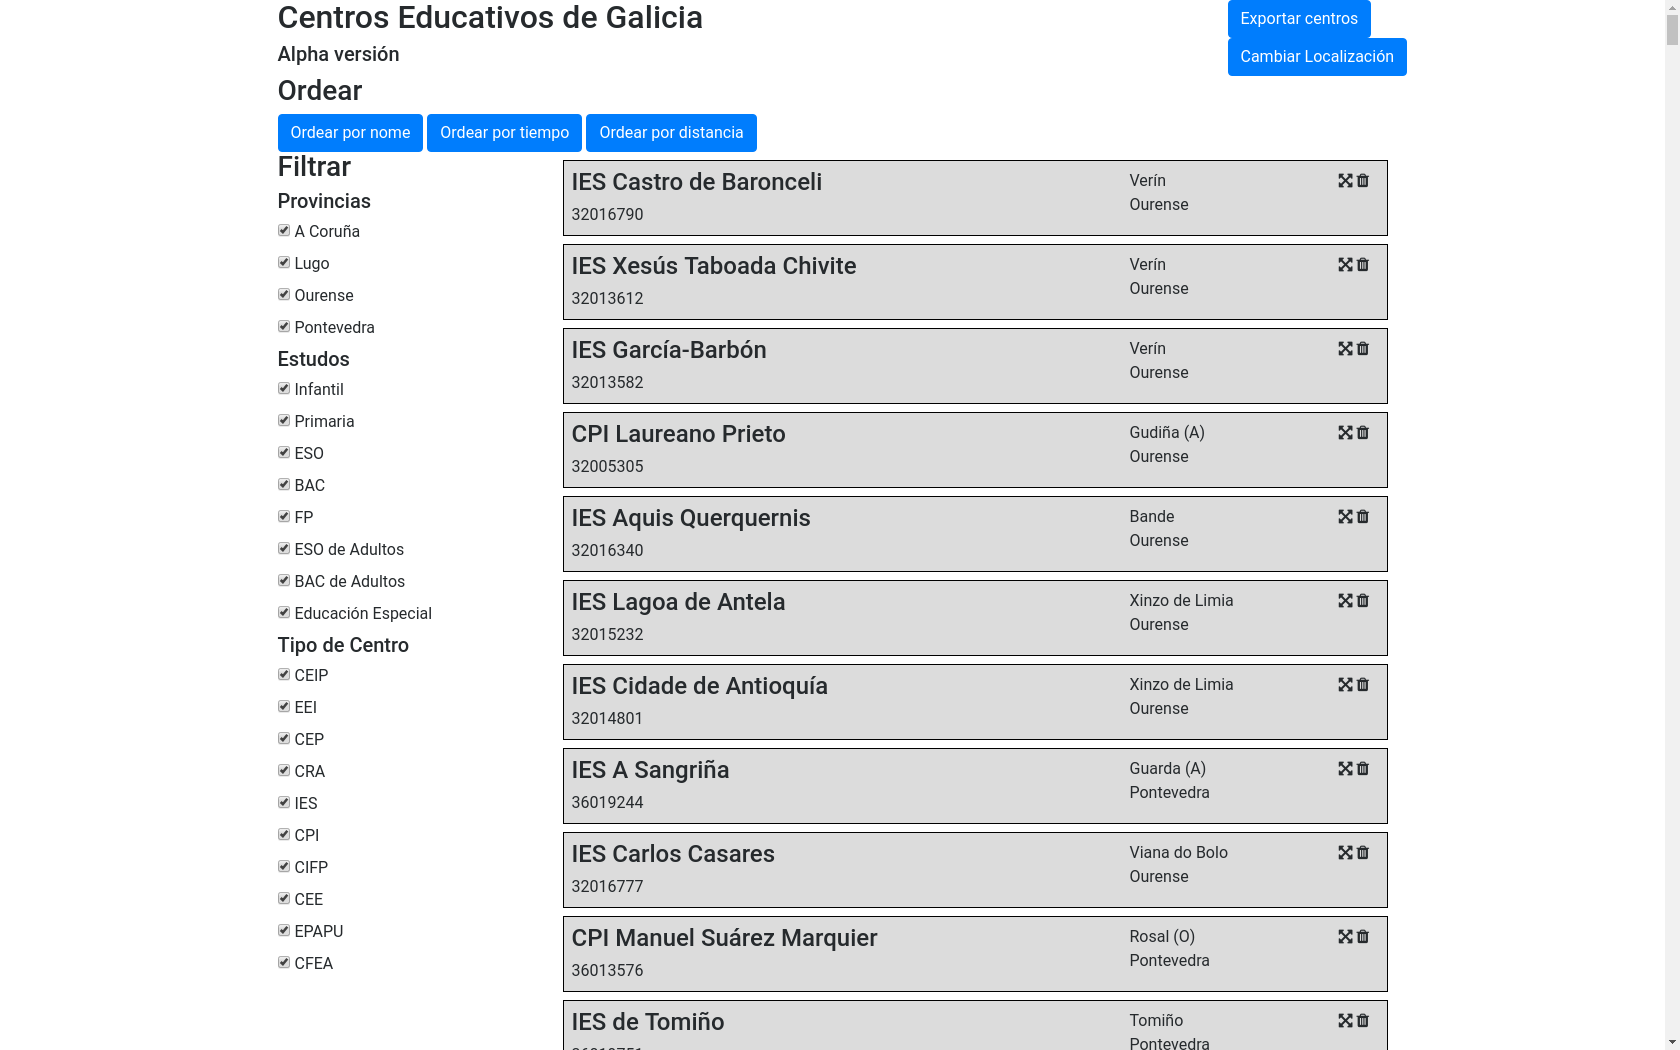 Centros Educativos de Galicia
Exportar centros
Alpha versión
Cambiar Localización
Ordear
Ordear por nome Ordear por tiempo Ordear por distancia
Filtrar
Provincias
A Coruña
Lugo
Ourense
Pontevedra
Estudos
Infantil
Primaria
ESO
BAC
FP
ESO de Adultos
BAC de Adultos
Educación Especial
Tipo de Centro
CEIP
EEI
CEP
CRA
IES
CPI
CIFP
CEE
EPAPU
CFEA
IES Castro de Baronceli
32016790
Verín
Ourense
IES Xesús Taboada Chivite
32013612
Verín
Ourense
IES García-Barbón
32013582
Verín
Ourense
CPI Laureano Prieto
32005305
Gudiña (A)
Ourense
IES Aquis Querquernis
32016340
Bande
Ourense
IES Lagoa de Antela
32015232
Xinzo de Limia
Ourense
IES Cidade de Antioquía
32014801
Xinzo de Limia
Ourense
IES A Sangriña
36019244
Guarda (A)
Pontevedra
IES Carlos Casares
32016777
Viana do Bolo
Ourense
CPI Manuel Suárez Marquier
36013576
Rosal (O)
Pontevedra
IES de Tomiño
Tomiño
Pontevedra